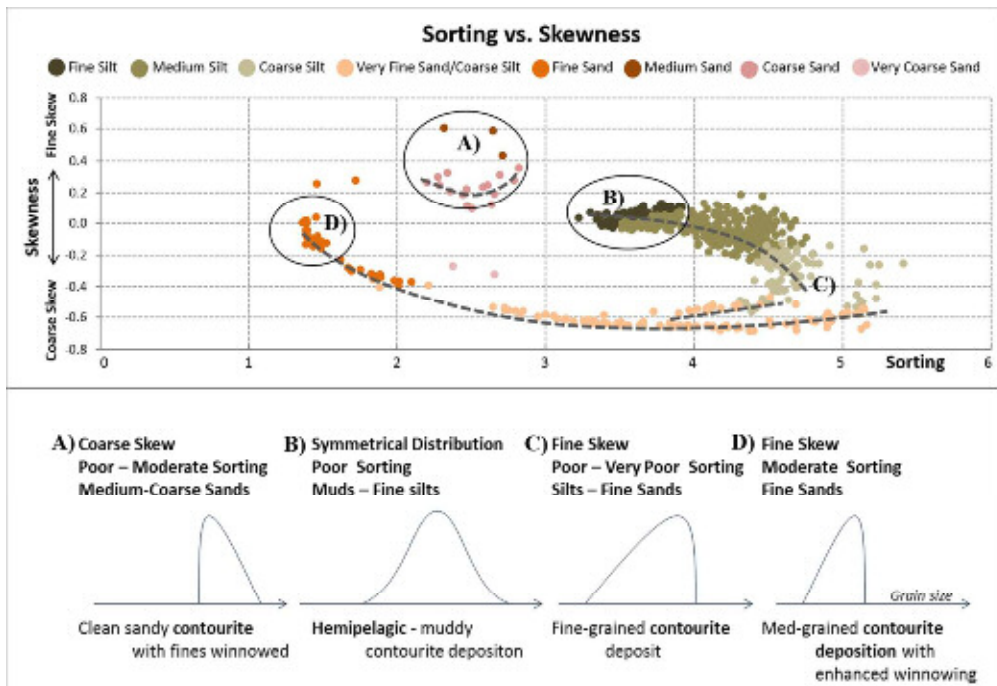 Sorting vs. Skewness
Fine Silt Medium Silt Coarse Silt Very Fine Sand/Coarse Silt Fine Sand Medium Sand Coarse Sand Very Coarse Sand
Fine Skew
Skewness
Coarse Skew
0.8
0.6
0.4
0.2
0.0
-0.2
-0.4
-0.6
-0.8
A)
B)
D)
C)
0 1 2 3 4 5 Sorting 6
A) Coarse Skew
Poor – Moderate Sorting
Medium-Coarse Sands
Clean sandy contourite
with fines winnowed
B) Symmetrical Distribution
Poor Sorting
Muds – Fine silts
Hemipelagic - muddy
contourite depositon
C) Fine Skew
Poor – Very Poor Sorting
Silts – Fine Sands
Fine-grained contourite
deposit
D) Fine Skew
Moderate Sorting
Fine Sands
Grain size
Med-grained contourite
deposition with
enhanced winnowing